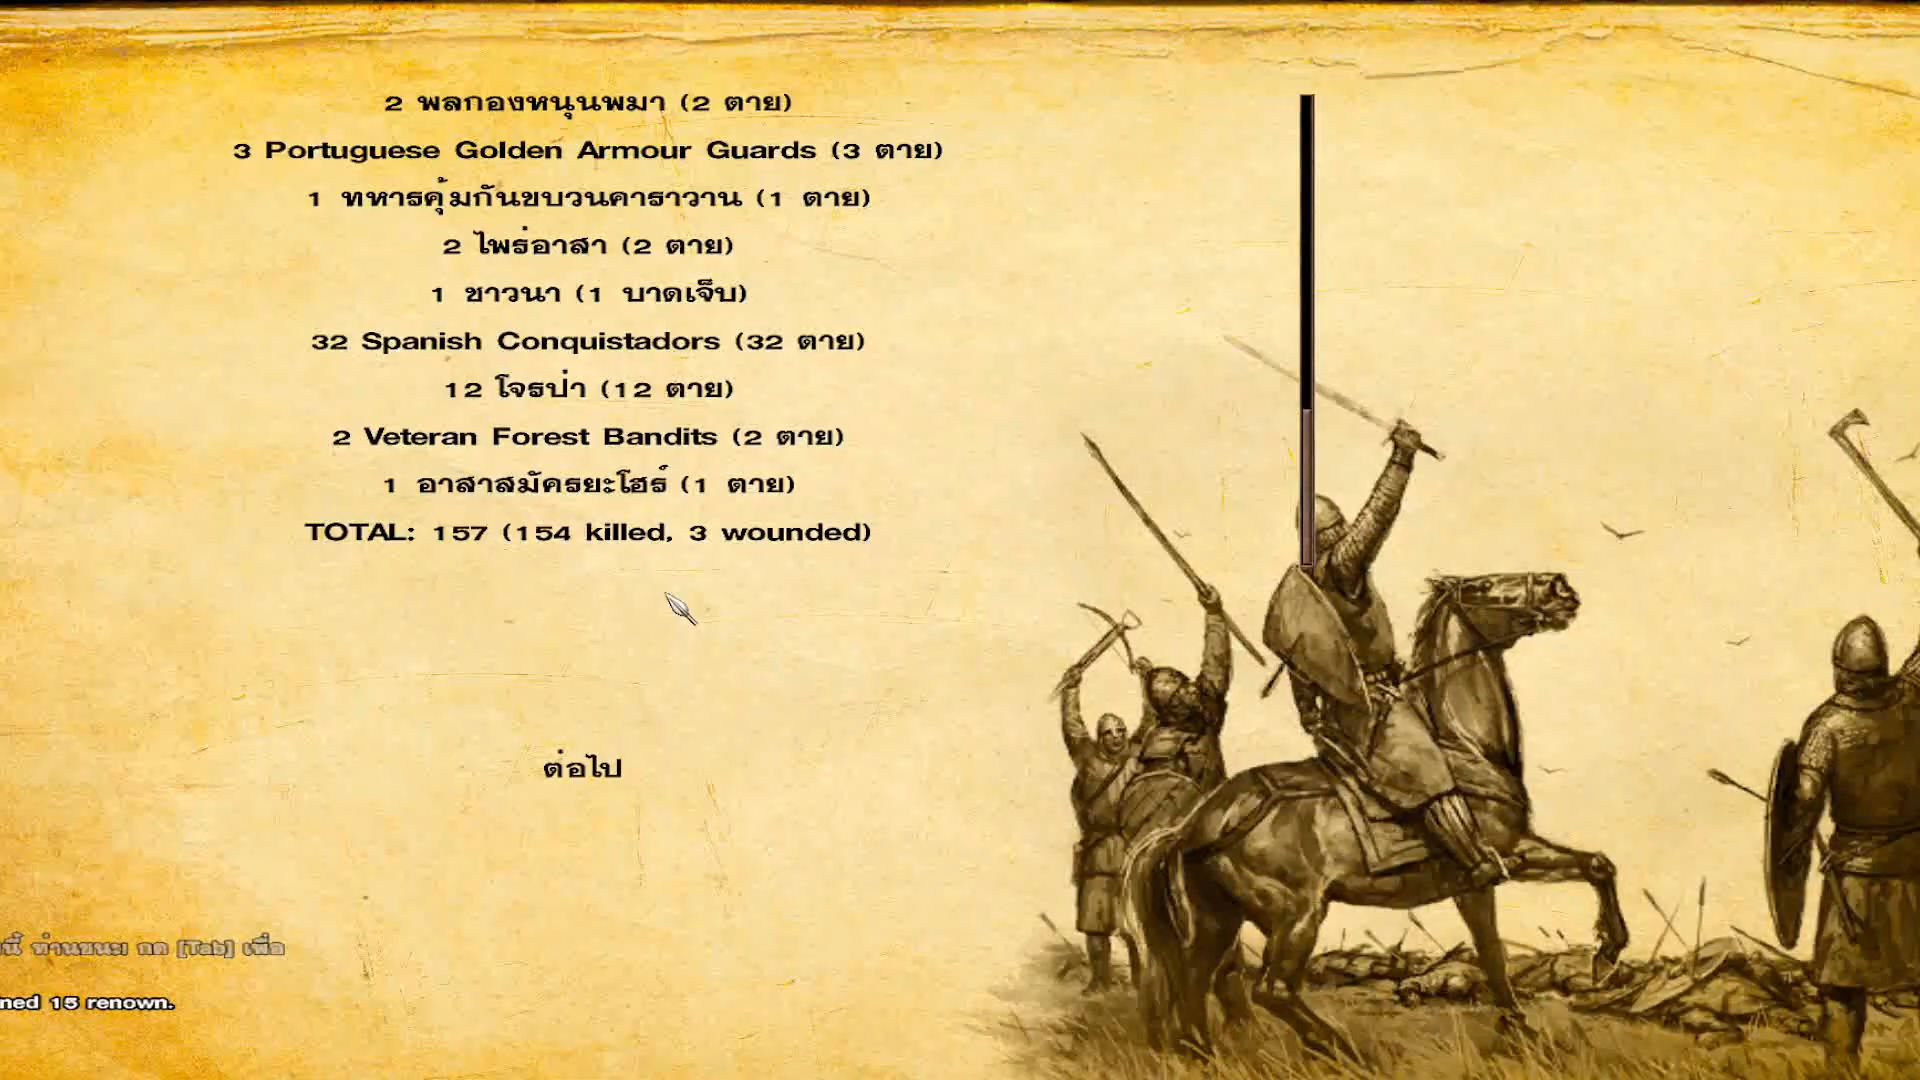 2 พลกองหนุนพม่า (2 ตาย)
3 Portuguese Golden Armour Guards (3 ตาย)
1 ทหารคุ้มกันขบวนคาราวาน (1 ตาย)
2 ไพร่อาสา (2 ตาย)
1 ชาวนา (1 บาดเจ็บ)
32 Spanish Conquistadors (32 ตาย)
12 โจรป่า (12 ตาย)
2 Veteran Forest Bandits (2 ตาย)
1 อาสาสมัครยะโฮร์ (1 ตาย)
TOTAL: 157 (154 killed, 3 wounded)
ต่อไป
นี้ ท่านชนะ! กด [Tab] เพื่อ
ned 15 renown.